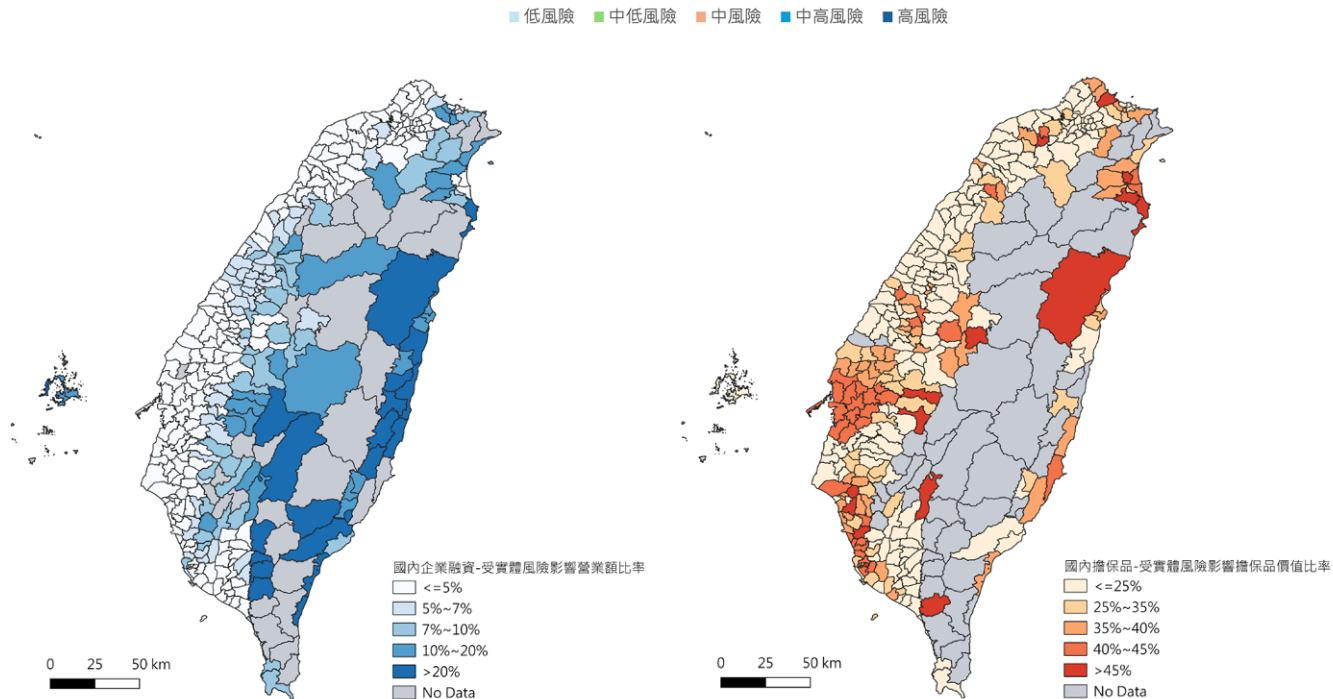 低風險 中低風險 中風險 中高風險 高風險
國內企業融資-受實體風險影響營業額比率
<=5%
5%~7%
7%~10%
10%~20%
>20%
No Data
0 25 50 km
國內擔保品-受實體風險影響擔保品價值比率
<=25%
25%~35%
35%~40%
40%~45%
>45%
No Data
0 25 50 km